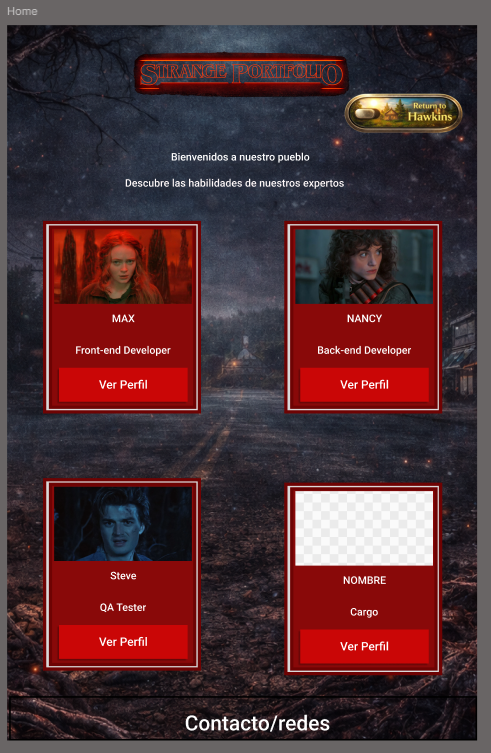 Home
STRANGE PORTFOLIO
Return to
Hawkins
Bienvenidos a nuestro pueblo
Descubre las habilidades de nuestros expertos
MAX
Front-end Developer
Ver Perfil
NANCY
Back-end Developer
Ver Perfil
Steve
QA Tester
Ver Perfil
NOMBRE
Cargo
Ver Perfil
Contacto/redes